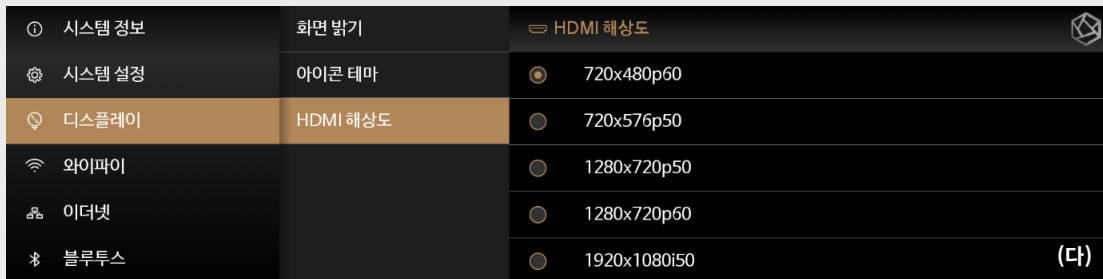 시스템 정보
시스템 설정
디스플레이
와이파이
이더넷
블루투스
화면 밝기
아이콘 테마
HDMI 해상도
HDMI 해상도
720x480p60
720x576p50
1280x720p50
1280x720p60
1920x1080i50
(다)